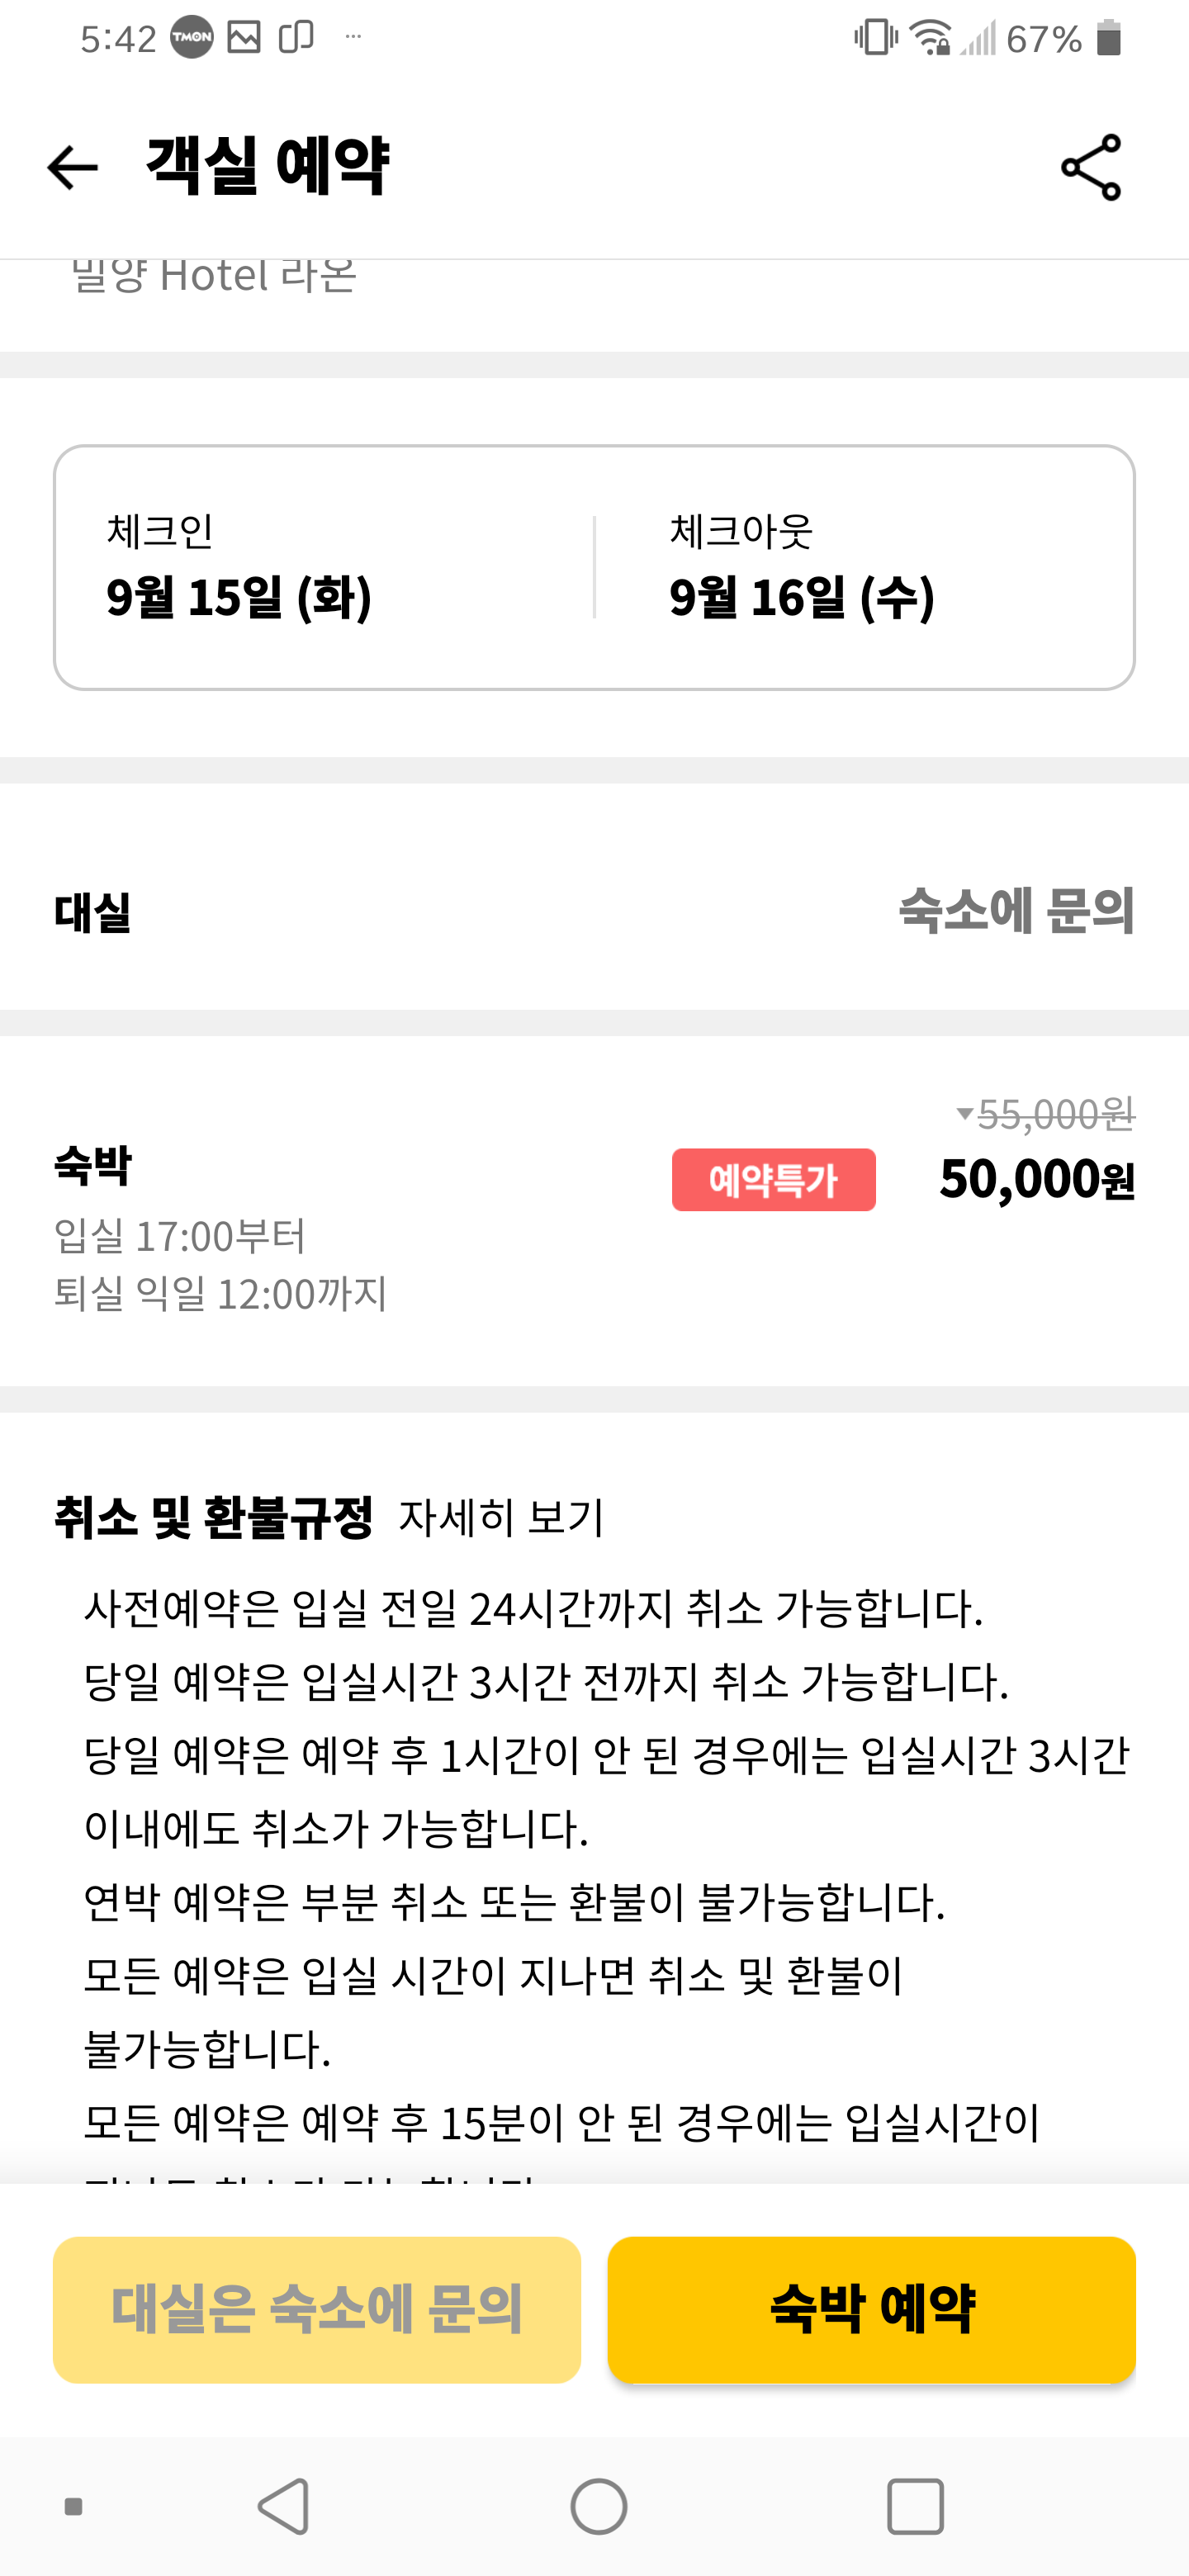 5:42 TMON ... 67%
객실 예약
밀양 Hotel 라온
체크인 체크아웃
9월 15일 (화) 9월 16일 (수)
대실 숙소에 문의
55,000원
숙박 예약특가 50,000원
입실 17:00부터
퇴실 익일 12:00까지
취소 및 환불규정 자세히 보기
사전예약은 입실 전일 24시간까지 취소 가능합니다.
당일 예약은 입실시간 3시간 전까지 취소 가능합니다.
당일 예약은 예약 후 1시간이 안 된 경우에는 입실시간 3시간
이내에도 취소가 가능합니다.
연박 예약은 부분 취소 또는 환불이 불가능합니다.
모든 예약은 입실 시간이 지나면 취소 및 환불이
불가능합니다.
모든 예약은 예약 후 15분이 안 된 경우에는 입실시간이
대실은 숙소에 문의 숙박 예약